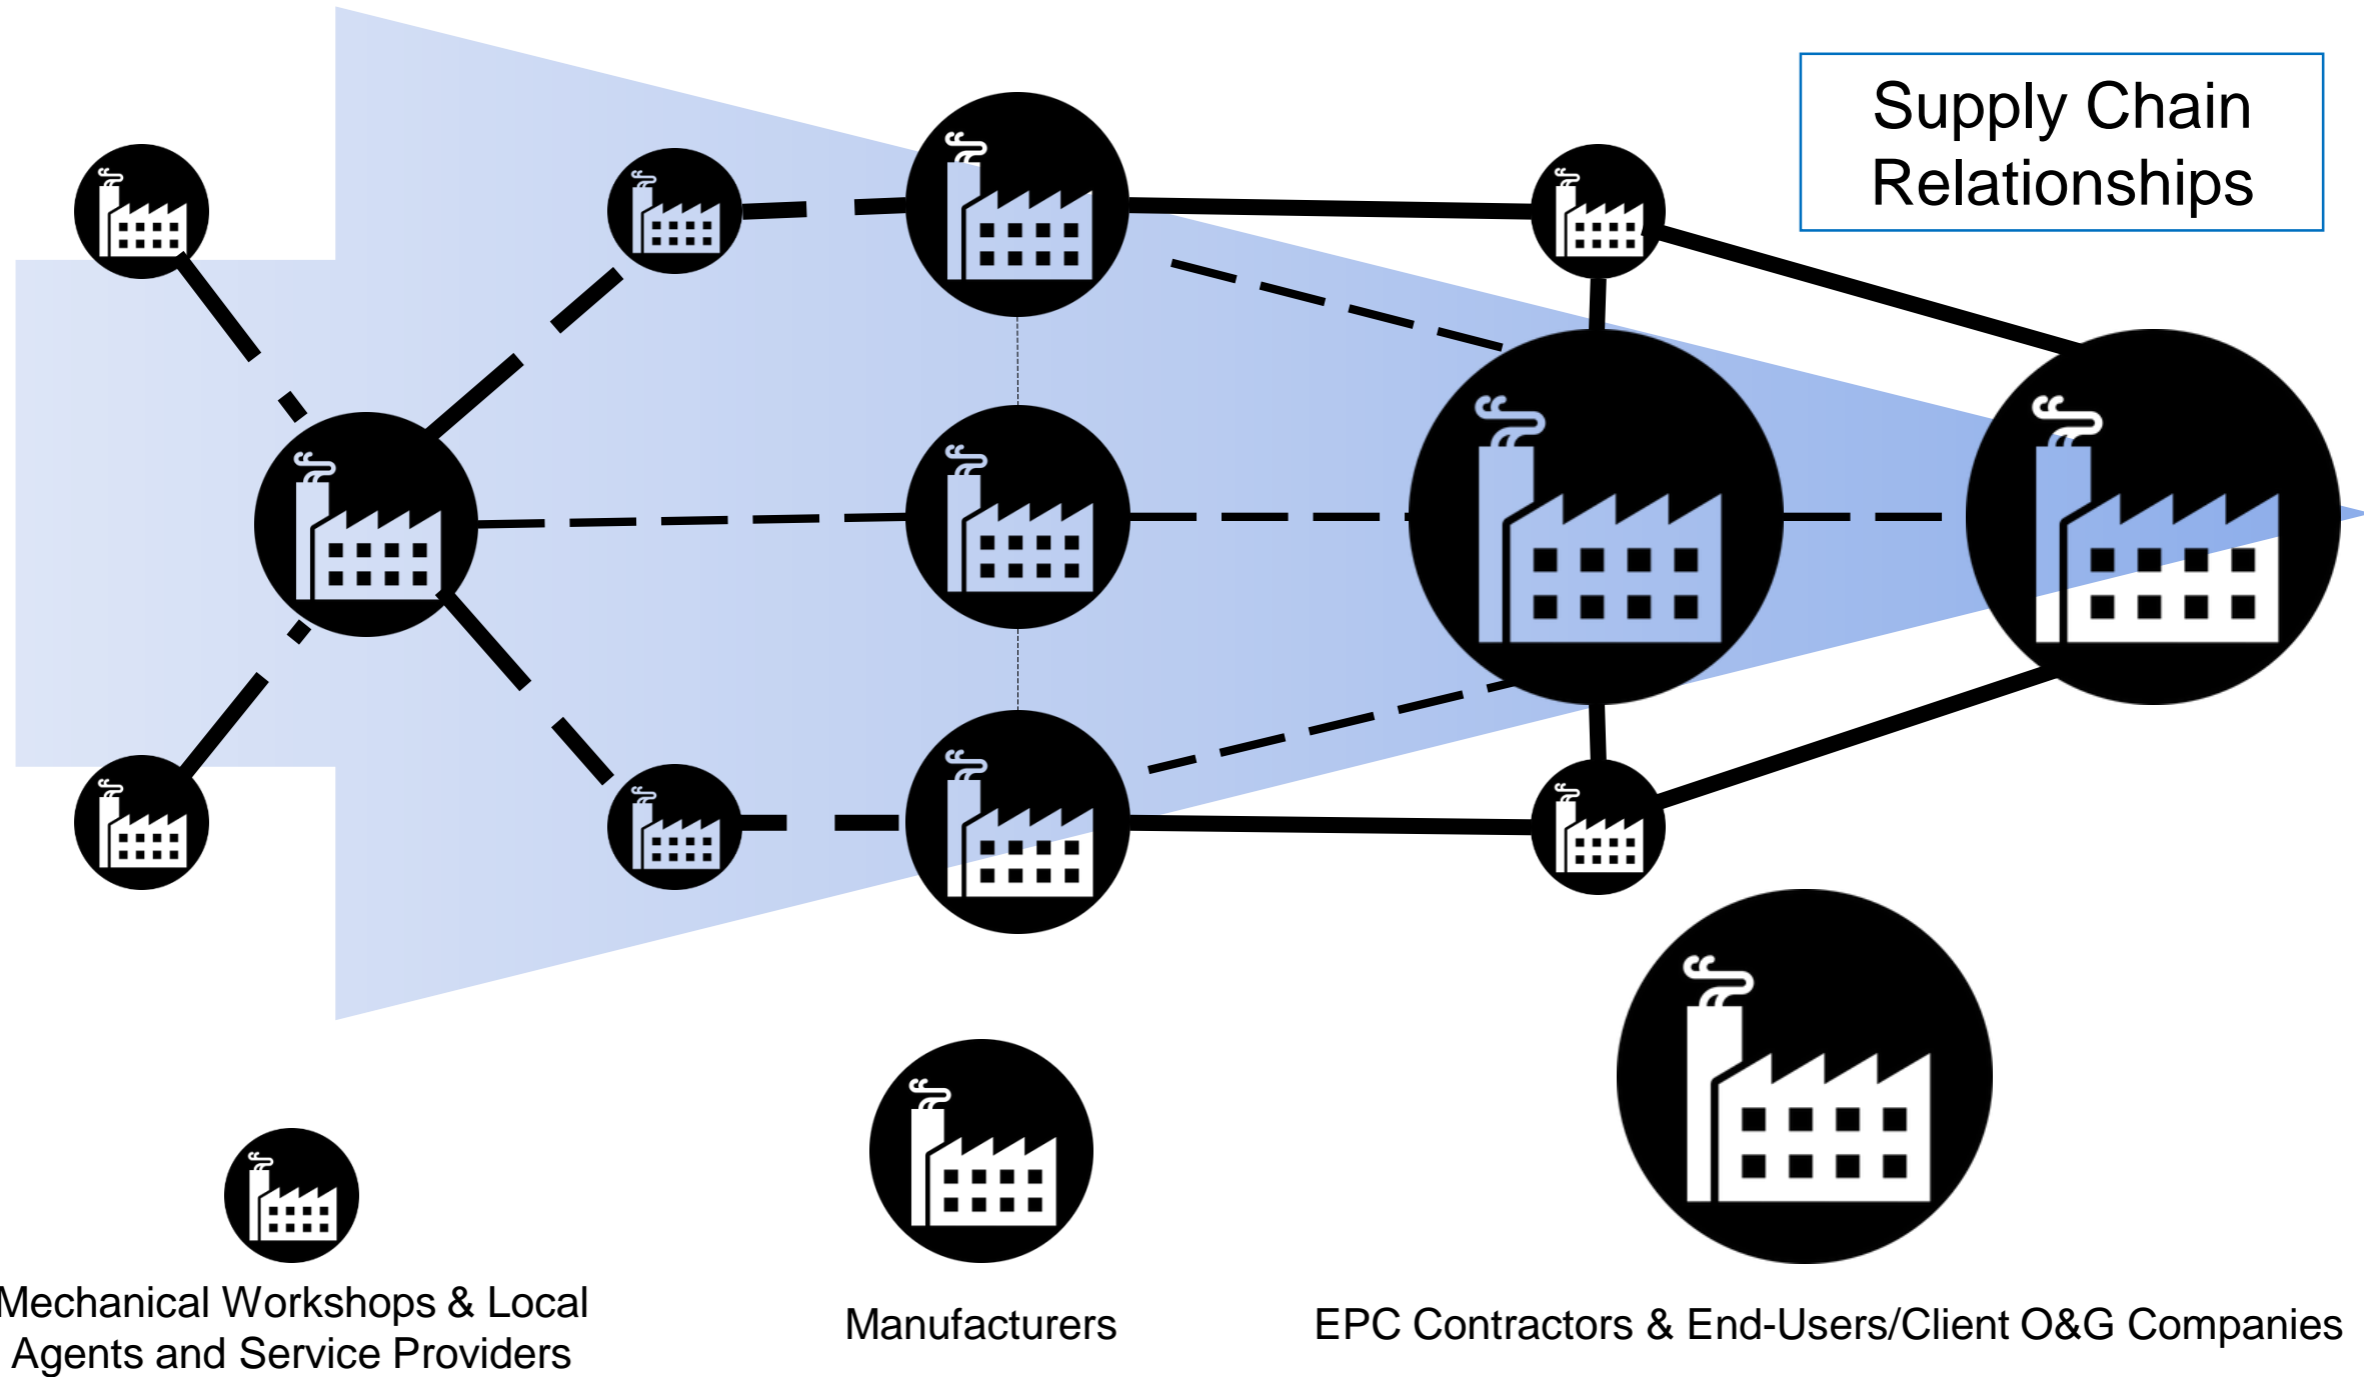 Supply Chain
Relationships
Mechanical Workshops & Local
Agents and Service Providers
Manufacturers
EPC Contractors & End-Users/Client O&G Companies